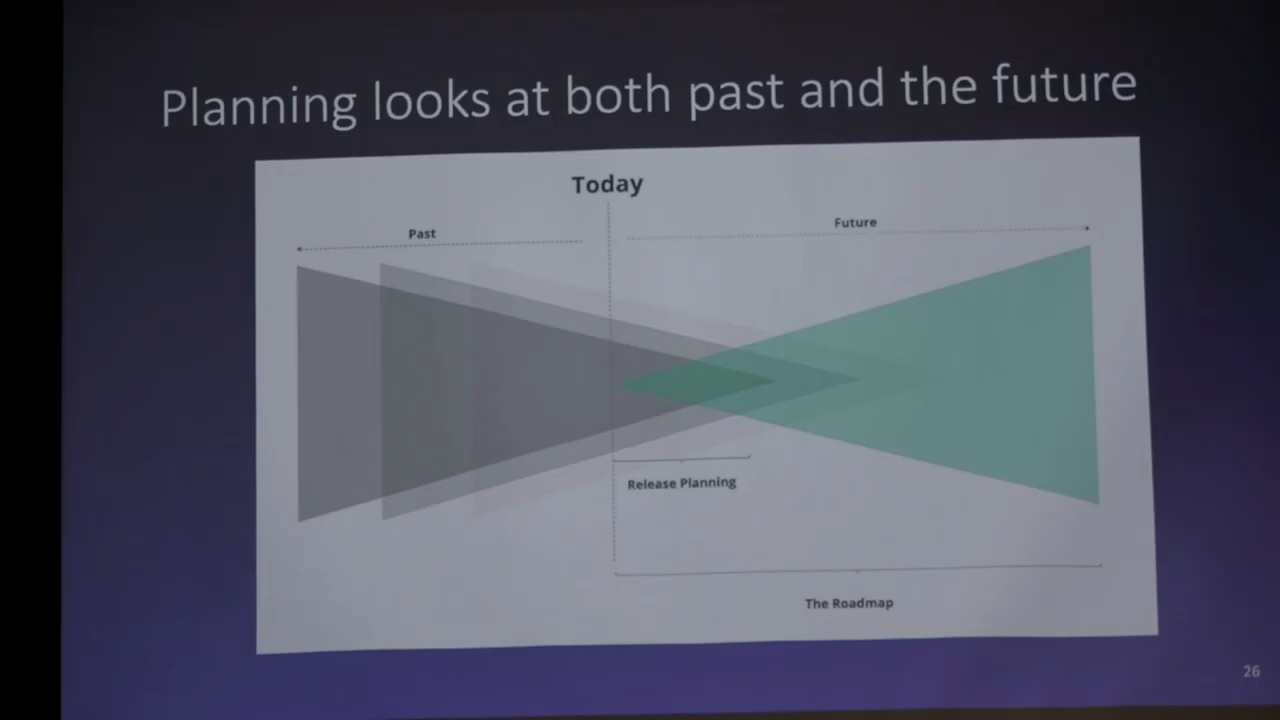 Planning looks at both past and the future
Today
Past
Future
Release Planning
The Roadmap
26